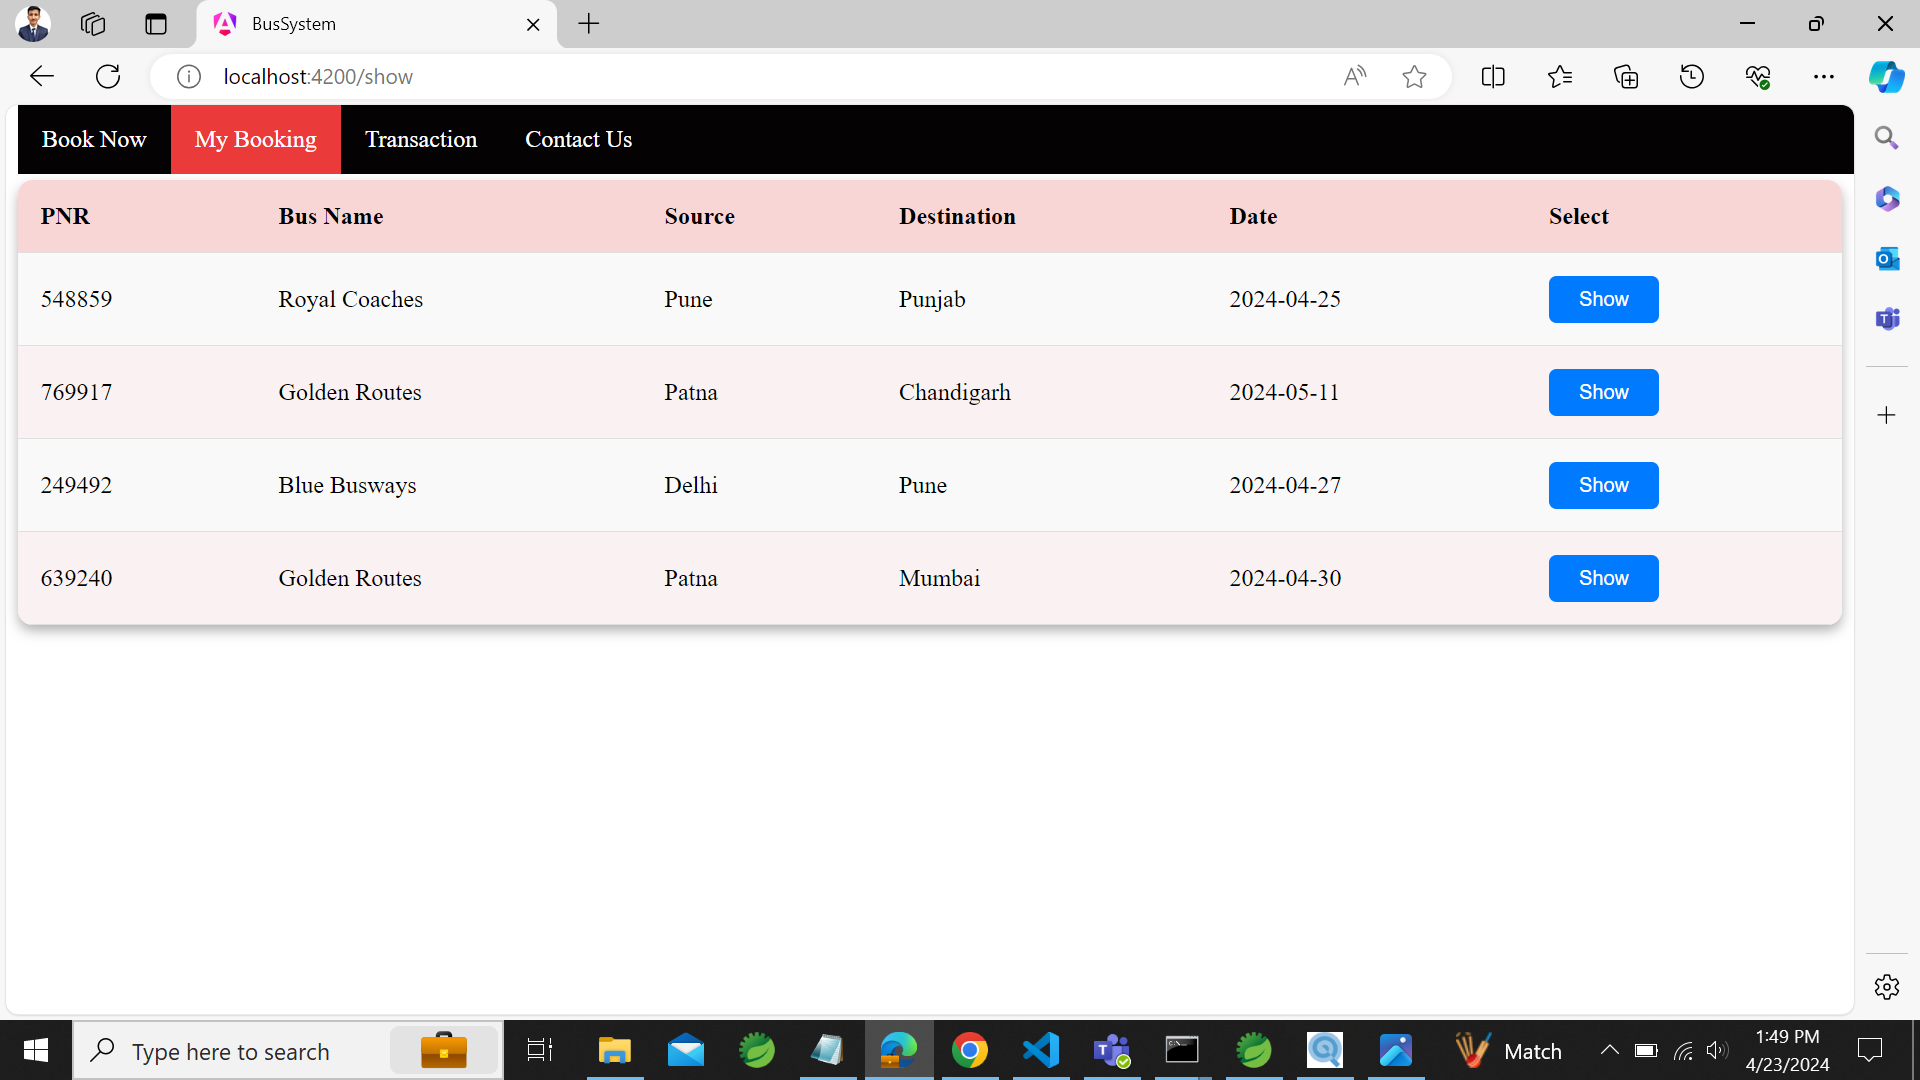 BusSystem
localhost:4200/show
Book Now My Booking Transaction Contact Us
PNR Bus Name Source Destination Date Select
548859 Royal Coaches Pune Punjab 2024-04-25 Show
769917 Golden Routes Patna Chandigarh 2024-05-11 Show
249492 Blue Busways Delhi Pune 2024-04-27 Show
639240 Golden Routes Patna Mumbai 2024-04-30 Show
Type here to search
Match
1:49 PM
4/23/2024